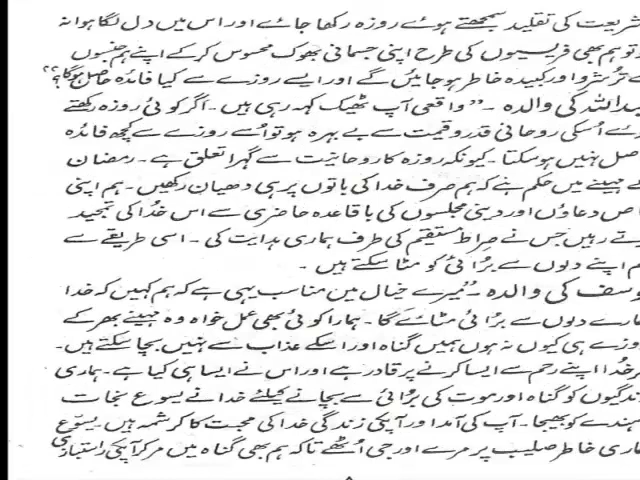 شریعت کی تقلید سمجھتے ہوئے روزہ رکھا جائے اور اس میں دل لگا ہوا نہ
تو ہم بھی فریسیوں کی طرح اپنی جسمانی بھوک محسوس کر کے اپنے ہم جنسوں
ترشرو اور کبیدہ خاطر ہو جائیں گے اور ایسے روزے سے کیا فائدہ حاصل ہوگا؟"
عبداللہ کی والدہ ۔ "واقعی آپ ٹھیک کہہ رہی ہیں ۔ اگر کوئی روزہ رکھتے
اُسکی روحانی قدر و قیمت سے بے بہرہ ہو تو اُسے روزے سے کچھ فائدہ
حاصل نہیں ہو سکتا ۔ کیونکہ روزہ کا روحانیت سے گہرا تعلق ہے ۔ رمضان
کے مہینے میں حکم ہے کہ ہم صرف خدا کی باتوں پر ہی دھیان رکھیں ۔ ہم اپنی
خاص دعاؤں اور دینی مجلسوں کی باقاعدہ حاضری سے اس خدا کی تمجید
رہیں جس نے صراطِ مستقیم کی طرف ہماری ہدایت کی ۔ اسی طریقے سے
ہم اپنے دلوں سے برائی کو مٹا سکتے ہیں ۔
یوسف کی والدہ ۔ "میرے خیال میں مناسب یہی ہے کہ ہم کہیں کہ خدا
ہمارے دلوں سے برائی مٹائے گا ۔ ہمارا کوئی بھی عمل خواہ وہ مہینے بھر کے
روزے ہی کیوں نہ ہوں ہمیں گناہ اور اسکے عذاب سے نہیں بچا سکتے ہیں ۔
خدا اپنے رحم سے ایسا کرنے پر قادر ہے اور اس نے ایسا ہی کیا ہے ۔ ہماری
زندگیوں کو گناہ اور موت کی برائی سے بچانے کیلئے خدا نے یسوع نجات
دہندے کو بھیجا ۔ آپ کی آمد اور آپکی زندگی خدا کی محبت کا کرشمہ ہیں ۔ یسوع
ہماری خاطر صلیب پر مرے اور جی اُٹھے تاکہ ہم بھی گناہ میں مر کر آپکی راستبازی